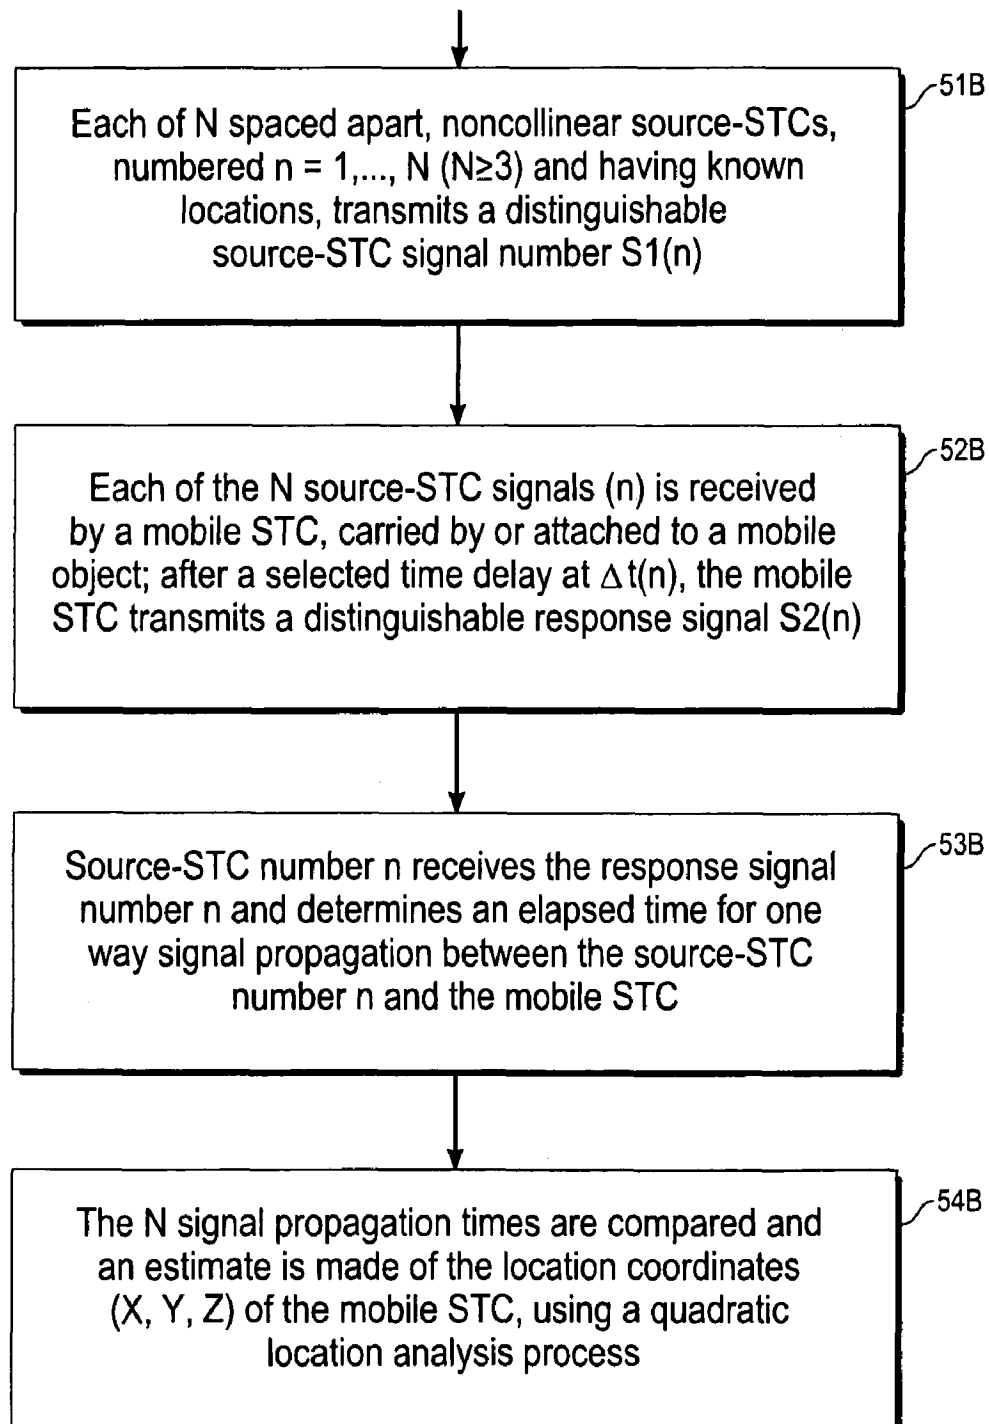 51B
Each of N spaced apart, noncollinear source-STCs,
numbered n = 1,..., N (N≥3) and having known
locations, transmits a distinguishable
source-STC signal number S1(n)
52B
Each of the N source-STC signals (n) is received
by a mobile STC, carried by or attached to a mobile
object; after a selected time delay at Δt(n), the mobile
STC transmits a distinguishable response signal S2(n)
53B
Source-STC number n receives the response signal
number n and determines an elapsed time for one
way signal propagation between the source-STC
number n and the mobile STC
54B
The N signal propagation times are compared and
an estimate is made of the location coordinates
(X, Y, Z) of the mobile STC, using a quadratic
location analysis process